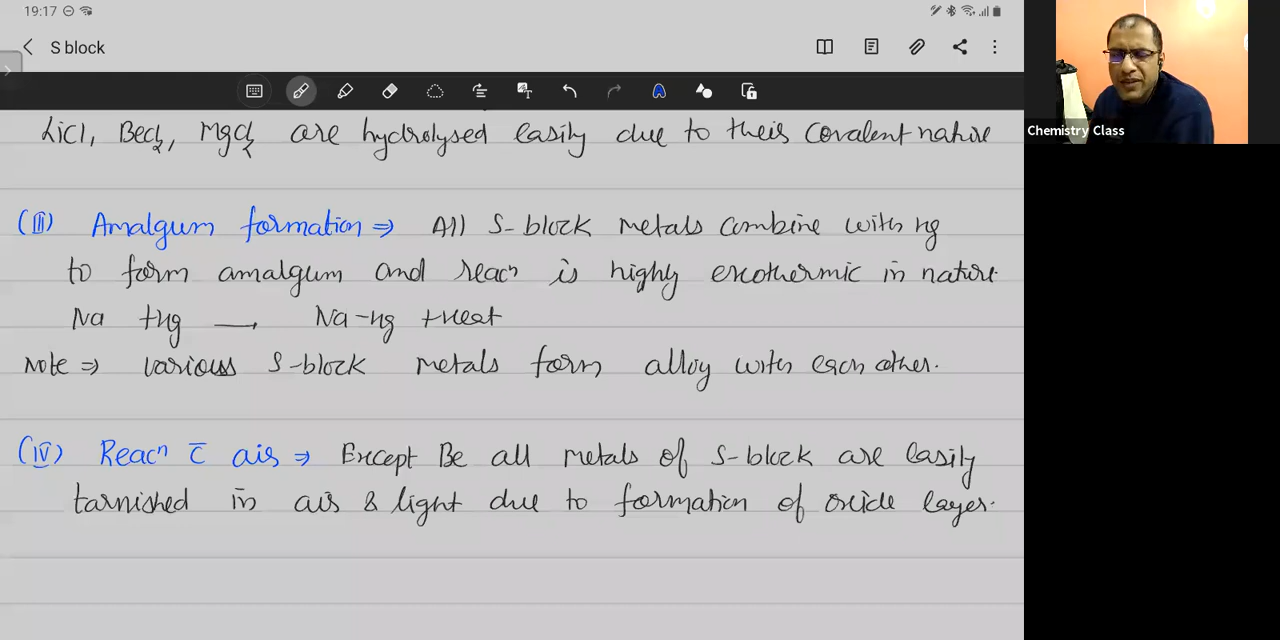 19:17
S block
Chemistry Class
LiCl, BeCl₂, MgCl₂ are hydrolysed easily due to their covalent nature
(III) Amalgum formation ⇒ All S-block metals combine with Hg
to form amalgum and reacⁿ is highly exothermic in nature.
Na + Hg → Na-Hg + Heat
Note ⇒ various S-block metals form alloy with each other.
(IV) Reacⁿ c̄ air ⇒ Except Be all metals of S-block are easily
tarnished in air & light due to formation of oxide layer.